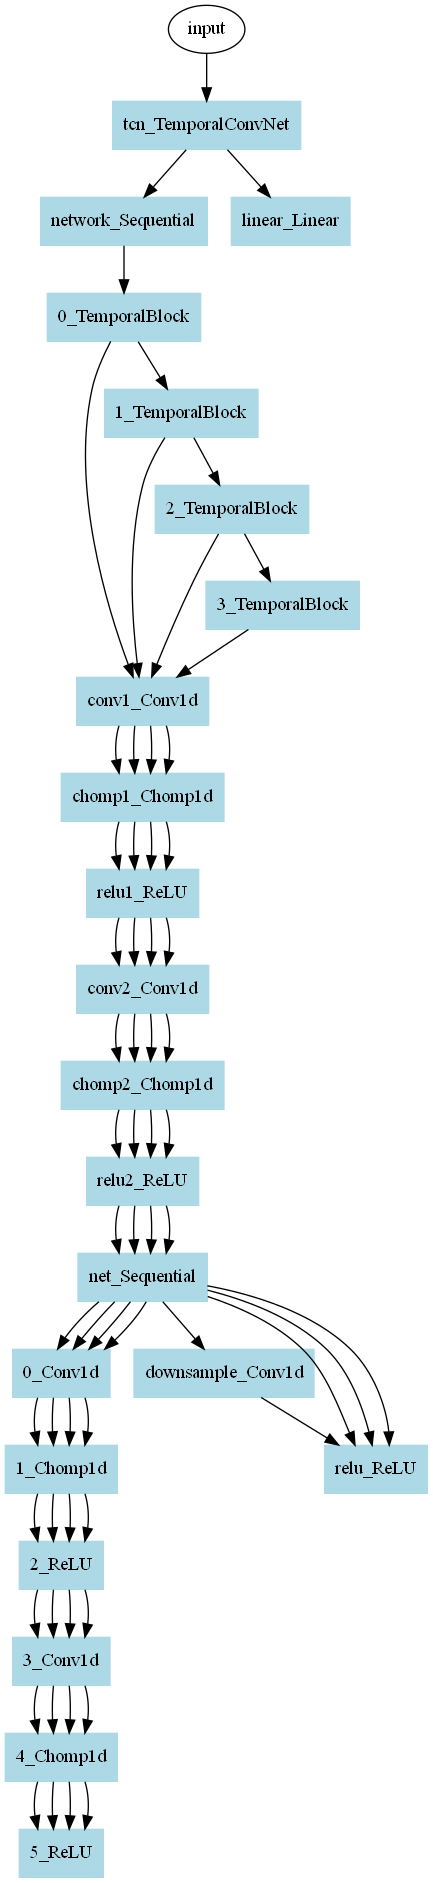 input
tcn_TemporalConvNet
network_Sequential
linear_Linear
0_TemporalBlock
1_TemporalBlock
2_TemporalBlock
3_TemporalBlock
conv1_Conv1d
chomp1_Chomp1d
relu1_ReLU
conv2_Conv1d
chomp2_Chomp1d
relu2_ReLU
net_Sequential
0_Conv1d
downsample_Conv1d
1_Chomp1d
relu_ReLU
2_ReLU
3_Conv1d
4_Chomp1d
5_ReLU